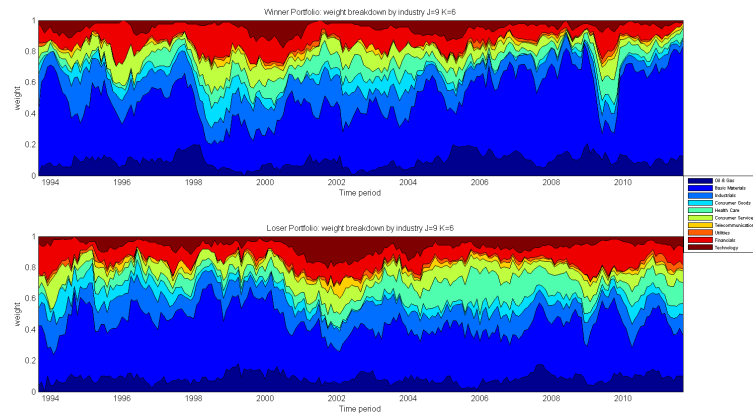 Winner Portfolio: weight breakdown by industry J=9 K=6
1
0.8
0.6
0.4
0.2
0
weight
1994 1996 1998 2000 2002 2004 2006 2008 2010
Time period
Oil & Gas
Basic Materials
Industrials
Consumer Goods
Health Care
Consumer Service
Telecommunication
Utilities
Financials
Technology
Loser Portfolio: weight breakdown by industry J=9 K=6
1
0.8
0.6
0.4
0.2
0
weight
1994 1996 1998 2000 2002 2004 2006 2008 2010
Time period